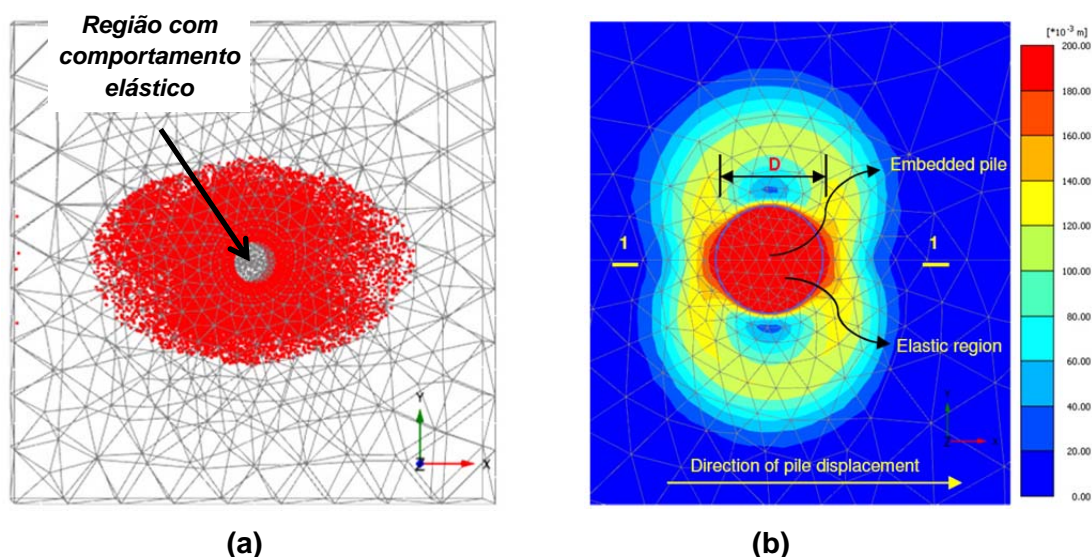 Região com
comportamento
elástico
Y
X
Z
(a)
[*10⁻³ m]
200.00
180.00
160.00
140.00
120.00
100.00
80.00
60.00
40.00
20.00
0.00
D
Embedded pile
1
1
Elastic region
Y
X
Z
Direction of pile displacement
(b)